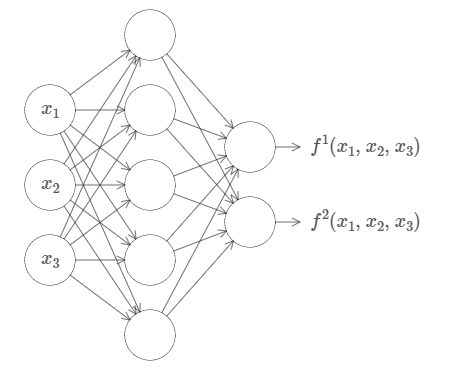 x₁
f¹(x₁, x₂, x₃)
x₂
f²(x₁, x₂, x₃)
x₃